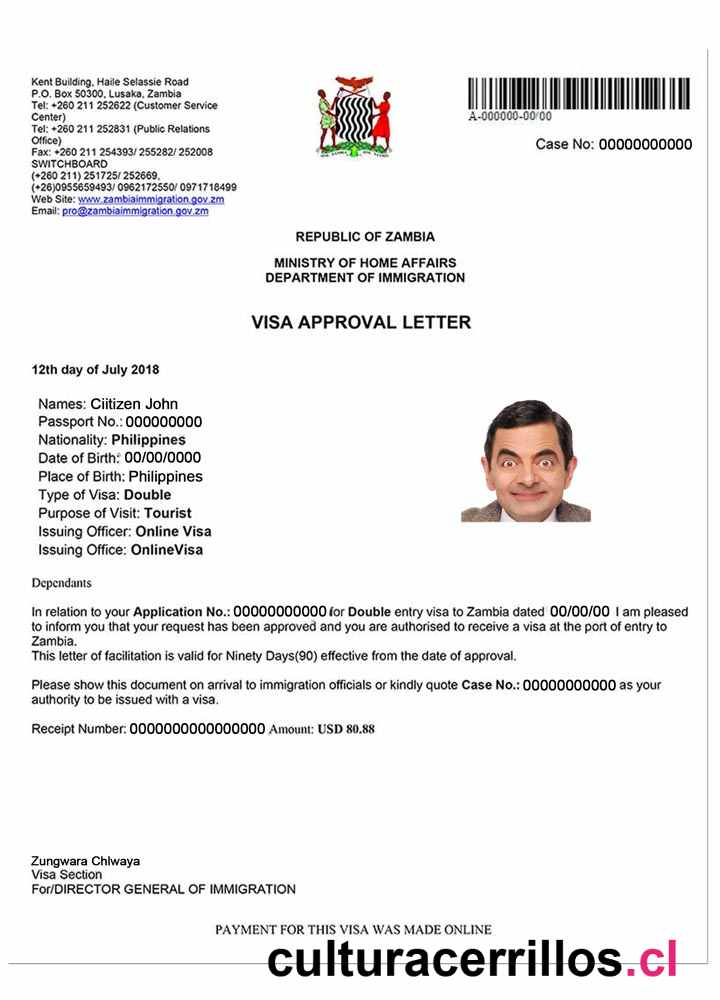 Kent Building, Haile Selassie Road
P.O. Box 50300, Lusaka, Zambia
Tel: +260 211 252622 (Customer Service
Center)
Tel: +260 211 252831 (Public Relations
Office)
Fax: +260 211 254393/ 255282/ 252008
SWITCHBOARD
(+260 211) 251725/ 252669,
(+26)0955659493/ 0962172550/ 0971718499
Web Site: www.zambiaimmigration.gov.zm
Email: pro@zambiaimmigration.gov.zm
A-000000-00/00
Case No: 00000000000
REPUBLIC OF ZAMBIA
MINISTRY OF HOME AFFAIRS
DEPARTMENT OF IMMIGRATION
VISA APPROVAL LETTER
12th day of July 2018
Names: Ciitizen John
Passport No.: 000000000
Nationality: Philippines
Date of Birth: 00/00/0000
Place of Birth: Philippines
Type of Visa: Double
Purpose of Visit: Tourist
Issuing Officer: Online Visa
Issuing Office: OnlineVisa
Dependants
In relation to your Application No.: 00000000000 for Double entry visa to Zambia dated 00/00/00 I am pleased
to inform you that your request has been approved and you are authorised to receive a visa at the port of entry to
Zambia.
This letter of facilitation is valid for Ninety Days(90) effective from the date of approval.
Please show this document on arrival to immigration officials or kindly quote Case No.: 00000000000 as your
authority to be issued with a visa.
Receipt Number: 0000000000000000 Amount: USD 80.88
Zungwara Chlwaya
Visa Section
For/DIRECTOR GENERAL OF IMMIGRATION
PAYMENT FOR THIS VISA WAS MADE ONLINE
culturacerrillos.cl